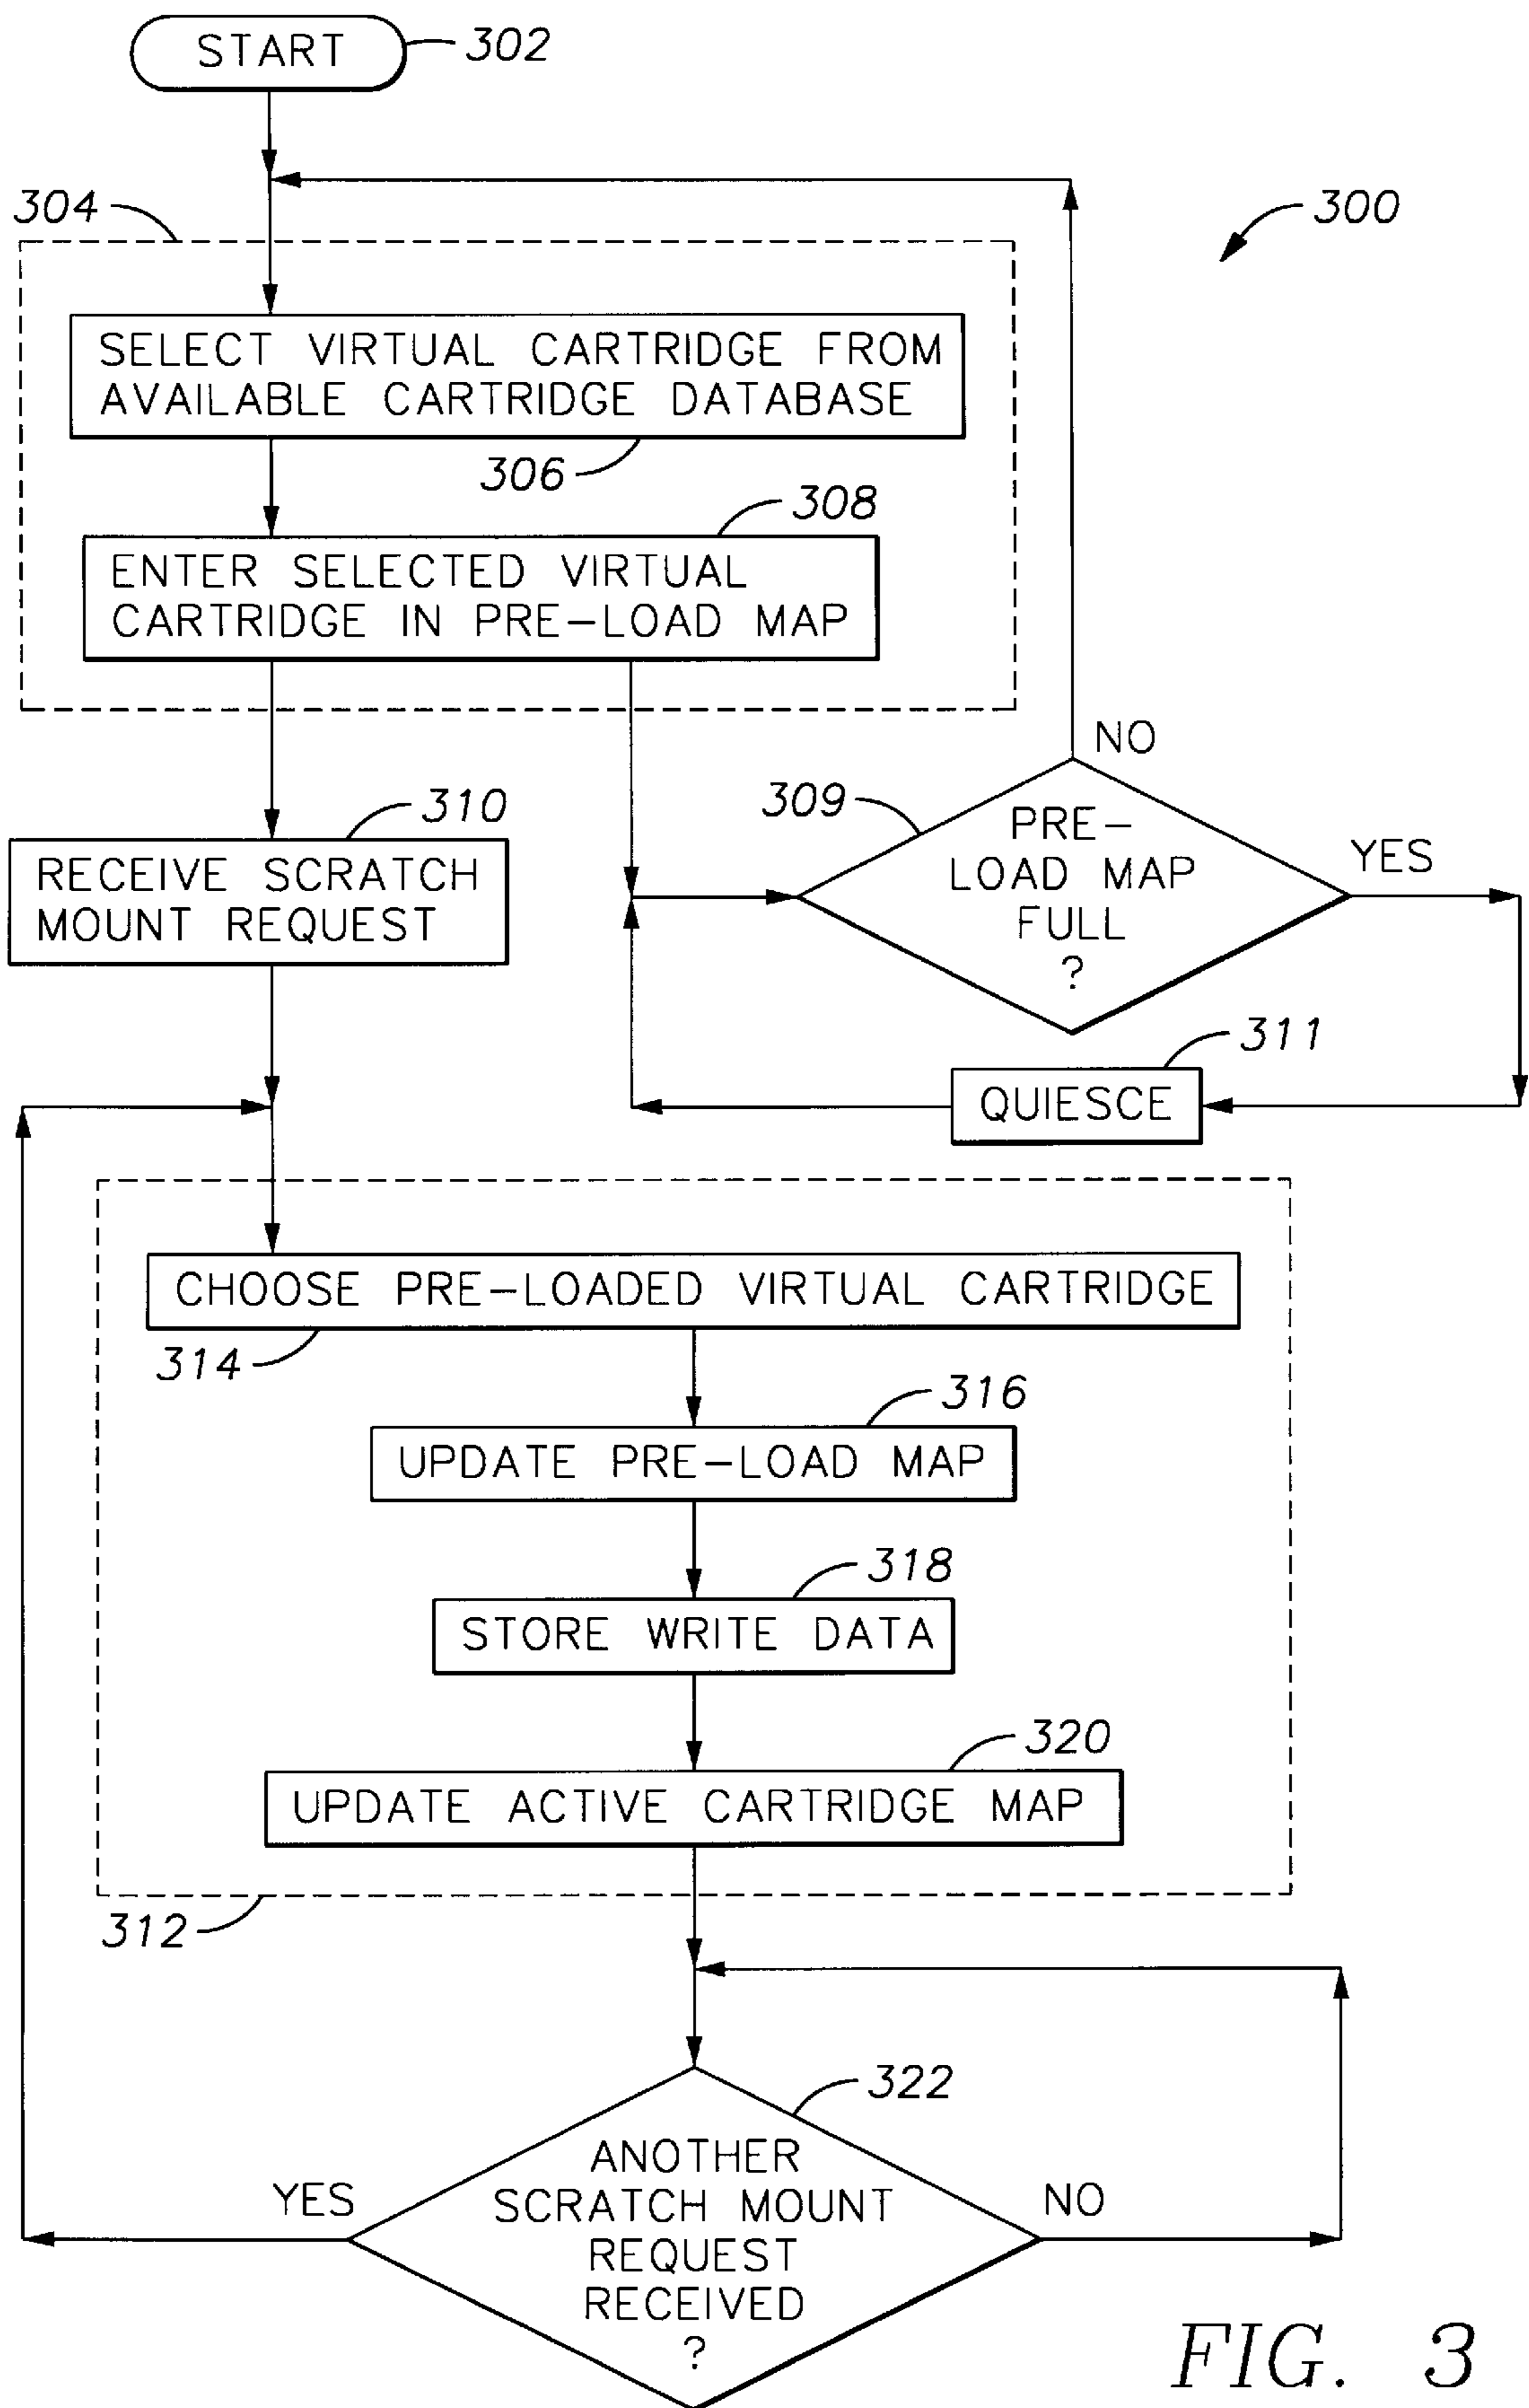 START
302
304
300
SELECT VIRTUAL CARTRIDGE FROM
AVAILABLE CARTRIDGE DATABASE
306
308
ENTER SELECTED VIRTUAL
CARTRIDGE IN PRE-LOAD MAP
NO
309
PRE-
LOAD MAP
FULL
?
YES
310
RECEIVE SCRATCH
MOUNT REQUEST
311
QUIESCE
CHOOSE PRE-LOADED VIRTUAL CARTRIDGE
314
316
UPDATE PRE-LOAD MAP
318
STORE WRITE DATA
320
UPDATE ACTIVE CARTRIDGE MAP
312
322
ANOTHER
SCRATCH MOUNT
REQUEST
RECEIVED
?
YES
NO
FIG. 3